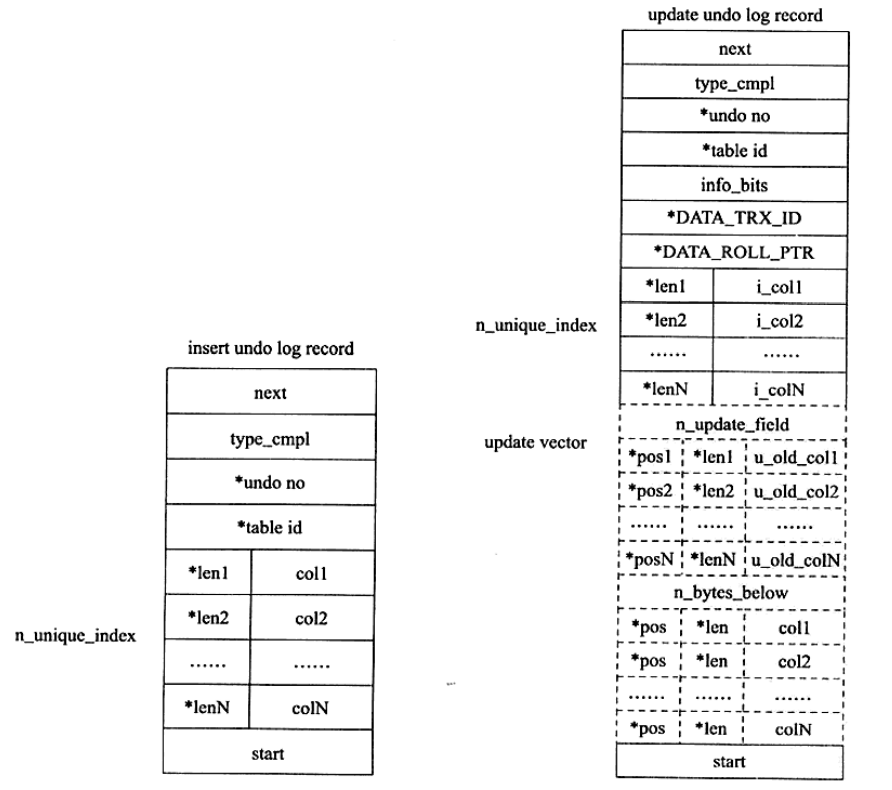 insert undo log record
next
type_cmpl
*undo no
*table id
n_unique_index
*len1 col1
*len2 col2
...... ......
*lenN colN
start
update undo log record
next
type_cmpl
*undo no
*table id
info_bits
*DATA_TRX_ID
*DATA_ROLL_PTR
n_unique_index
*len1 i_col1
*len2 i_col2
...... ......
*lenN i_colN
update vector
n_update_field
*pos1 *len1 u_old_col1
*pos2 *len2 u_old_col2
...... ...... ......
*posN *lenN u_old_colN
n_bytes_below
*pos *len col1
*pos *len col2
...... ...... ......
*pos *len colN
start